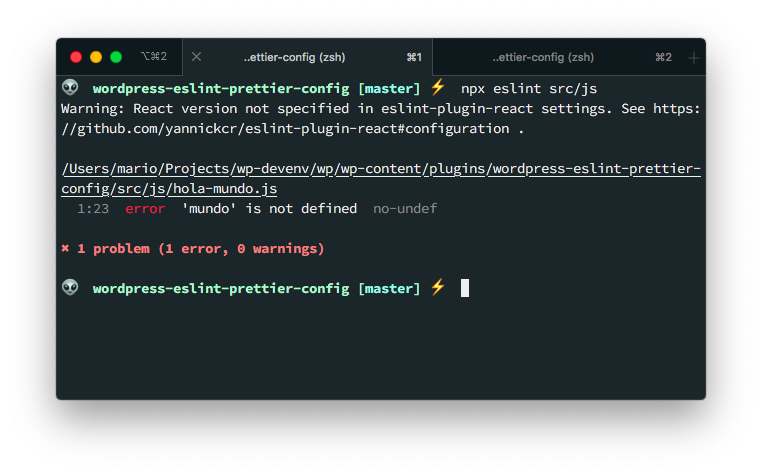 ⌥⌘2 ..ettier-config (zsh) ⌘1 ..ettier-config (zsh) ⌘2
wordpress-eslint-prettier-config [master] ⚡ npx eslint src/js
Warning: React version not specified in eslint-plugin-react settings. See https:
//github.com/yannickcr/eslint-plugin-react#configuration .
/Users/mario/Projects/wp-devenv/wp/wp-content/plugins/wordpress-eslint-prettier-
config/src/js/hola-mundo.js
1:23 error 'mundo' is not defined no-undef
✖ 1 problem (1 error, 0 warnings)
wordpress-eslint-prettier-config [master] ⚡